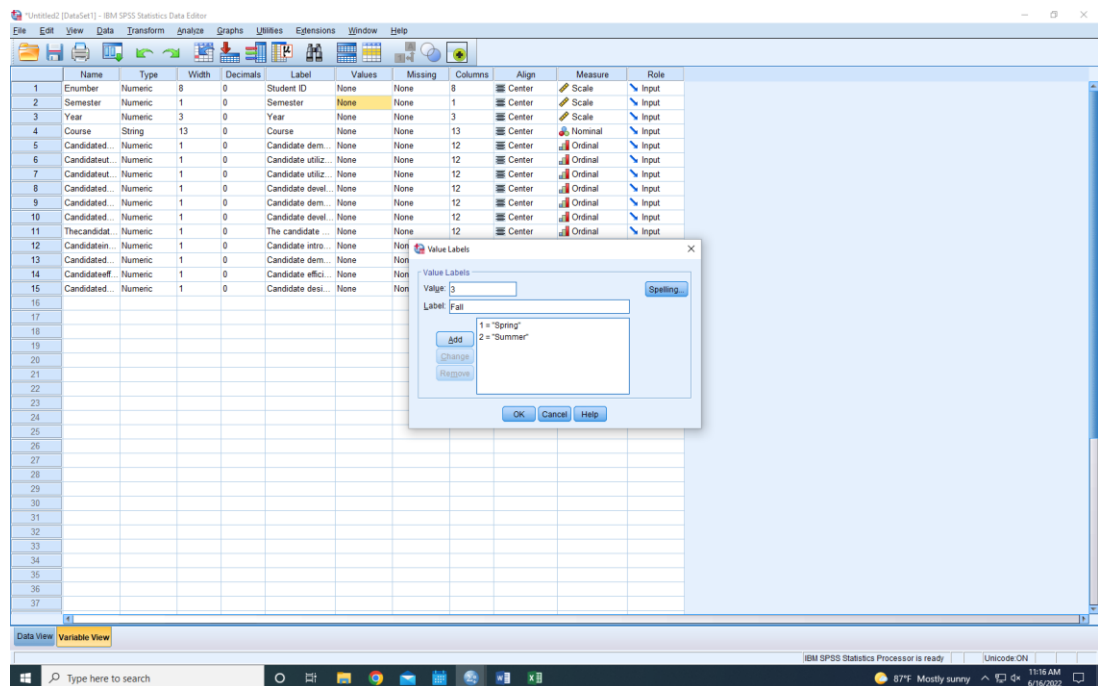 *Untitled2 [DataSet1] - IBM SPSS Statistics Data Editor
File Edit View Data Transform Analyze Graphs Utilities Extensions Window Help
Name Type Width Decimals Label Values Missing Columns Align Measure Role
1 Enumber Numeric 8 0 Student ID None None 8 Center Scale Input
2 Semester Numeric 1 0 Semester None None 1 Center Scale Input
3 Year Numeric 3 0 Year None None 3 Center Scale Input
4 Course String 13 0 Course None None 13 Center Nominal Input
5 Candidated... Numeric 1 0 Candidate dem... None None 12 Center Ordinal Input
6 Candidateut... Numeric 1 0 Candidate utiliz... None None 12 Center Ordinal Input
7 Candidateut... Numeric 1 0 Candidate utiliz... None None 12 Center Ordinal Input
8 Candidated... Numeric 1 0 Candidate devel... None None 12 Center Ordinal Input
9 Candidated... Numeric 1 0 Candidate dem... None None 12 Center Ordinal Input
10 Candidated... Numeric 1 0 Candidate devel... None None 12 Center Ordinal Input
11 Thecandidat... Numeric 1 0 The candidate ... None None 12 Center Ordinal Input
12 Candidatein... Numeric 1 0 Candidate intro... None Non
13 Candidated... Numeric 1 0 Candidate dem... None Non
14 Candidateeff... Numeric 1 0 Candidate effici... None Non
15 Candidated... Numeric 1 0 Candidate desi... None Non
16
17
18
19
20
21
22
23
24
25
26
27
28
29
30
31
32
33
34
35
36
37
Value Labels
Value Labels
Value: 3
Spelling...
Label: Fall
Add
Change
Remove
1 = "Spring"
2 = "Summer"
OK Cancel Help
Data View Variable View
IBM SPSS Statistics Processor is ready Unicode:ON
Type here to search
87°F Mostly sunny
11:16 AM
6/16/2022